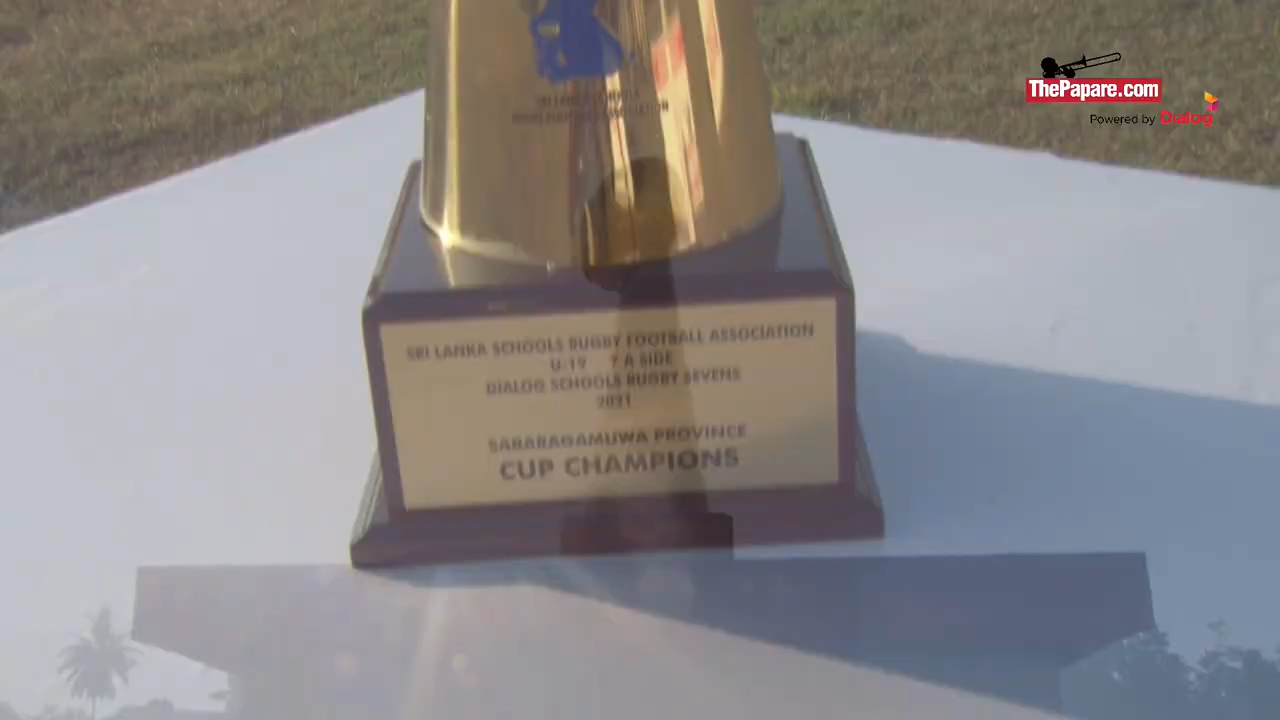 ThePapare.com
Powered by Dialog
SRI LANKA SCHOOLS RUGBY FOOTBALL ASSOCIATION
U-19 7 A SIDE
DIALOG SCHOOLS RUGBY SEVENS
2021
SABARAGAMUWA PROVINCE
CUP CHAMPIONS